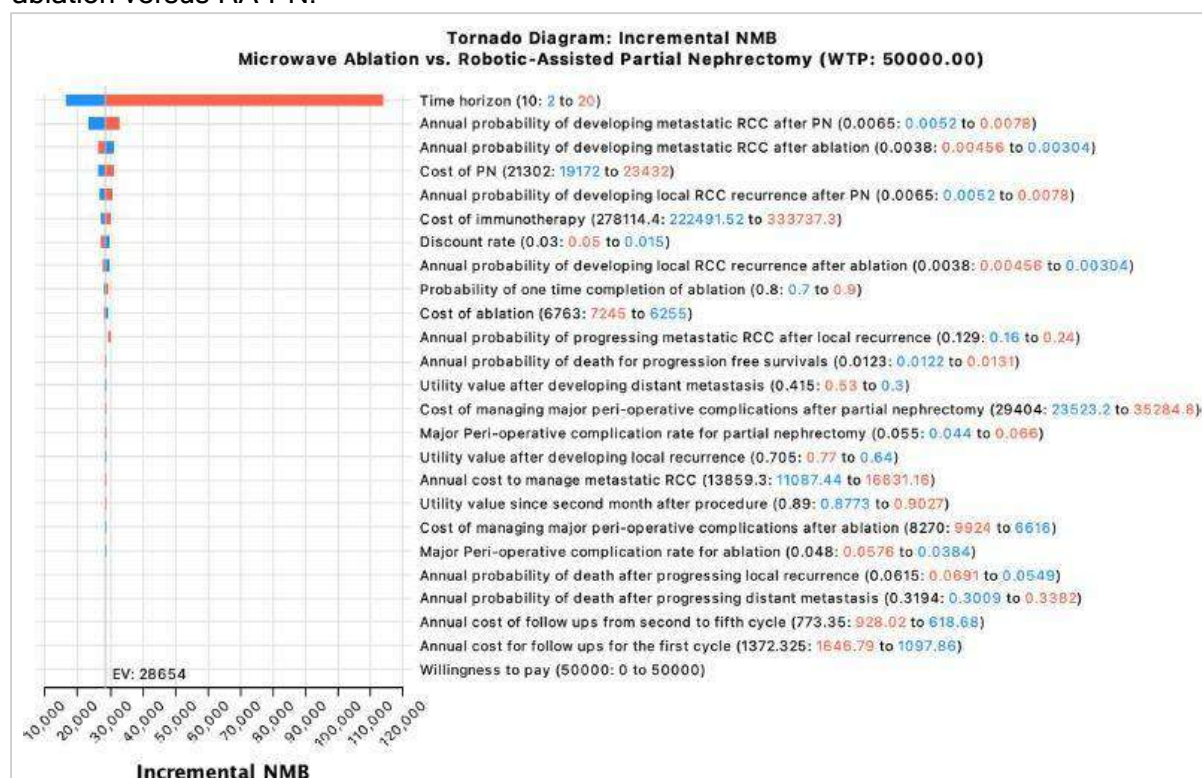 ablation versus RA-PN.
Tornado Diagram: Incremental NMB
Microwave Ablation vs. Robotic-Assisted Partial Nephrectomy (WTP: 50000.00)
Time horizon (10: 2 to 20)
Annual probability of developing metastatic RCC after PN (0.0065: 0.0052 to 0.0078)
Annual probability of developing metastatic RCC after ablation (0.0038: 0.00456 to 0.00304)
Cost of PN (21302: 19172 to 23432)
Annual probability of developing local RCC recurrence after PN (0.0065: 0.0052 to 0.0078)
Cost of immunotherapy (278114.4: 222491.52 to 333737.3)
Discount rate (0.03: 0.05 to 0.015)
Annual probability of developing local RCC recurrence after ablation (0.0038: 0.00456 to 0.00304)
Probability of one time completion of ablation (0.8: 0.7 to 0.9)
Cost of ablation (6763: 7245 to 6255)
Annual probability of progressing metastatic RCC after local recurrence (0.129: 0.16 to 0.24)
Annual probability of death for progression free survivals (0.0123: 0.0122 to 0.0131)
Utility value after developing distant metastasis (0.415: 0.53 to 0.3)
Cost of managing major peri-operative complications after partial nephrectomy (29404: 23523.2 to 35284.8)
Major Peri-operative complication rate for partial nephrectomy (0.055: 0.044 to 0.066)
Utility value after developing local recurrence (0.705: 0.77 to 0.64)
Annual cost to manage metastatic RCC (13859.3: 11087.44 to 16631.16)
Utility value since second month after procedure (0.89: 0.8773 to 0.9027)
Cost of managing major peri-operative complications after ablation (8270: 9924 to 6616)
Major Peri-operative complication rate for ablation (0.048: 0.0576 to 0.0384)
Annual probability of death after progressing local recurrence (0.0615: 0.0691 to 0.0549)
Annual probability of death after progressing distant metastasis (0.3194: 0.3009 to 0.3382)
Annual cost of follow ups from second to fifth cycle (773.35: 928.02 to 618.68)
Annual cost for follow ups for the first cycle (1372.325: 1646.79 to 1097.86)
Willingness to pay (50000: 0 to 50000)
EV: 28654
10,000 20,000 30,000 40,000 50,000 60,000 70,000 80,000 90,000 100,000 110,000 120,000
Incremental NMB